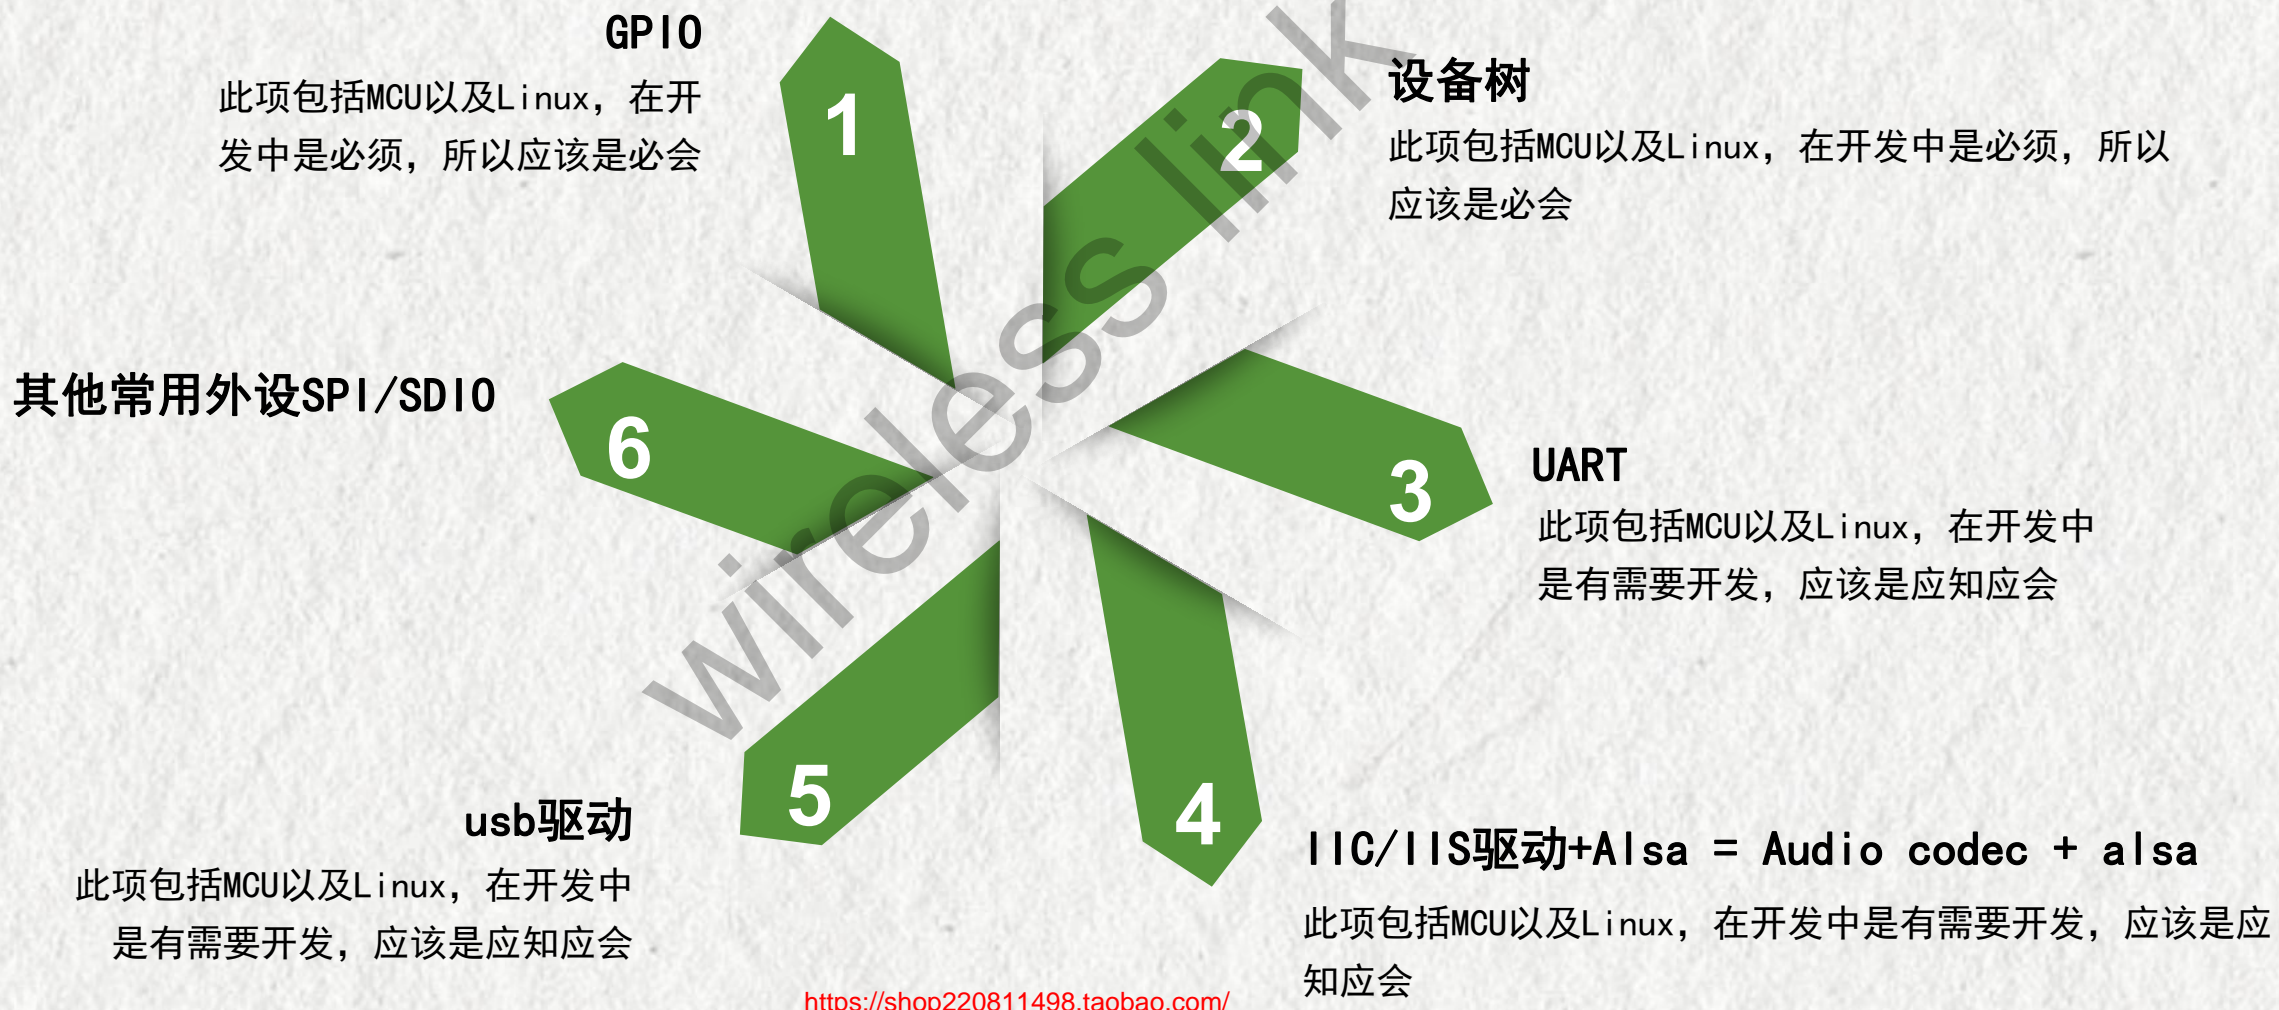 GPIO
此项包括MCU以及Linux，在开
发中是必须，所以应该是必会
1
2
设备树
此项包括MCU以及Linux，在开发中是必须，所以
应该是必会
3
UART
此项包括MCU以及Linux，在开发中
是有需要开发，应该是应知应会
4
IIC/IIS驱动+Alsa = Audio codec + alsa
此项包括MCU以及Linux，在开发中是有需要开发，应该是应
知应会
5
usb驱动
此项包括MCU以及Linux，在开发中
是有需要开发，应该是应知应会
6
其他常用外设SPI/SDIO
wireless link
https://shop220811498.taobao.com/